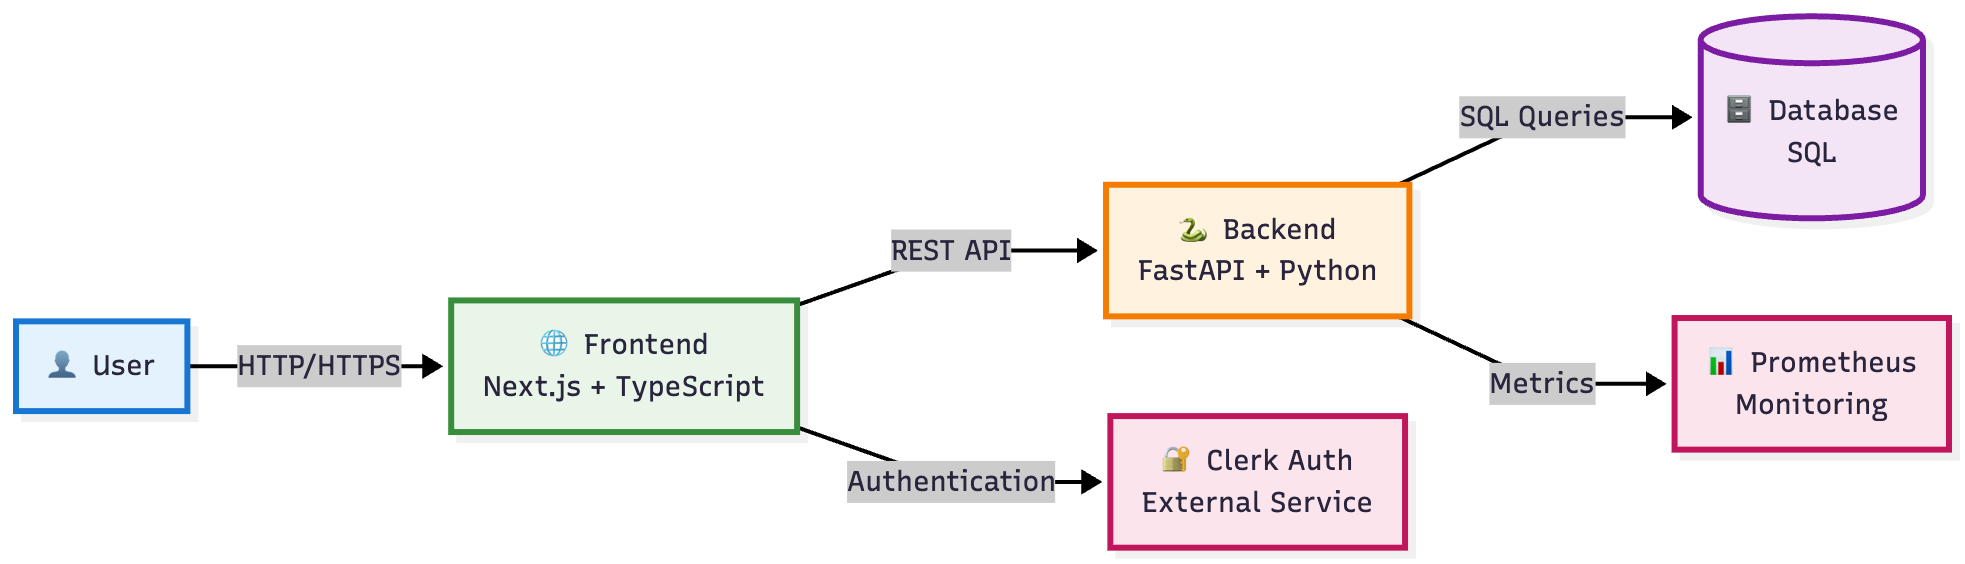 User
HTTP/HTTPS
Frontend
Next.js + TypeScript
REST API
Authentication
Backend
FastAPI + Python
Clerk Auth
External Service
SQL Queries
Metrics
Database
SQL
Prometheus
Monitoring